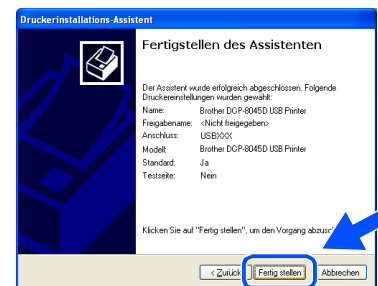 Druckerinstallations-Assistent
Fertigstellen des Assistenten
Der Assistent wurde erfolgreich abgeschlossen. Folgende
Druckereinstellungen wurden gewählt:
Name: Brother DCP-8045D USB Printer
Freigabename: <Nicht freigegeben>
Anschluss: USBXXX
Modell: Brother DCP-8045D USB Printer
Standard: Ja
Testseite: Nein
Klicken Sie auf "Fertig stellen", um den Vorgang
< Zurück Fertig stellen Abbrechen